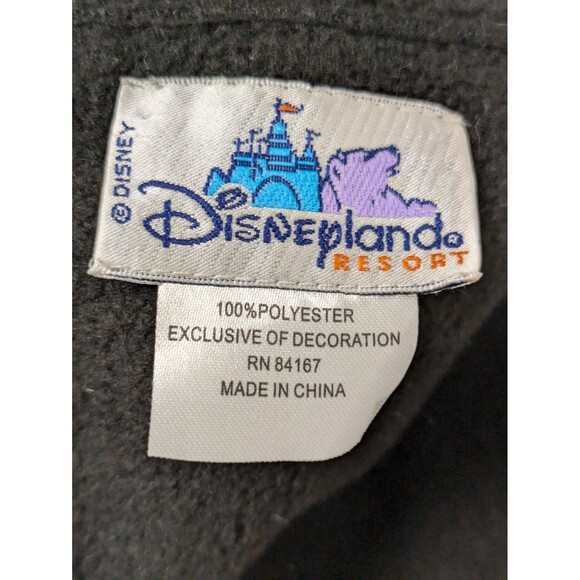 © DISNEY
Disneyland®
RESORT
100%POLYESTER
EXCLUSIVE OF DECORATION
RN 84167
MADE IN CHINA